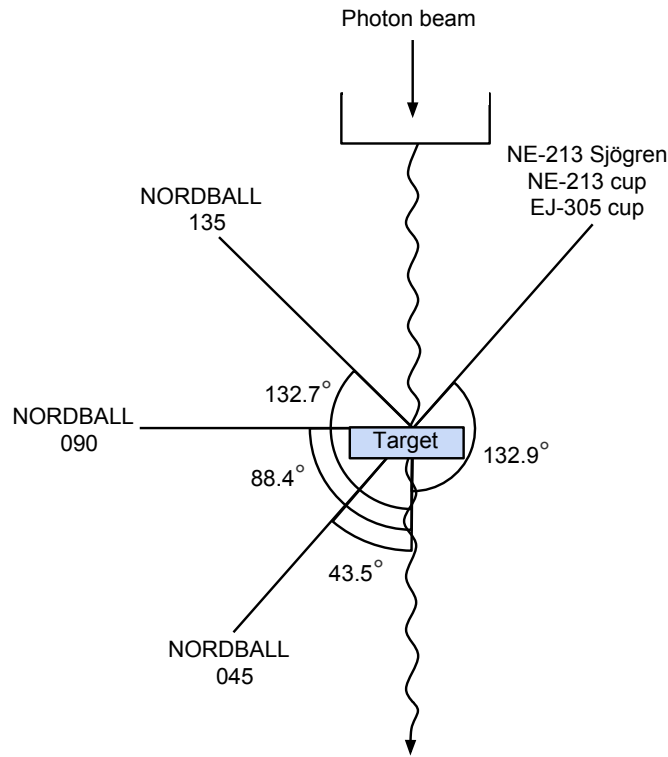 Photon beam
NE-213 Sjögren
NE-213 cup
EJ-305 cup
NORDBALL
135
132.7°
NORDBALL
090
Target
132.9°
88.4°
43.5°
NORDBALL
045